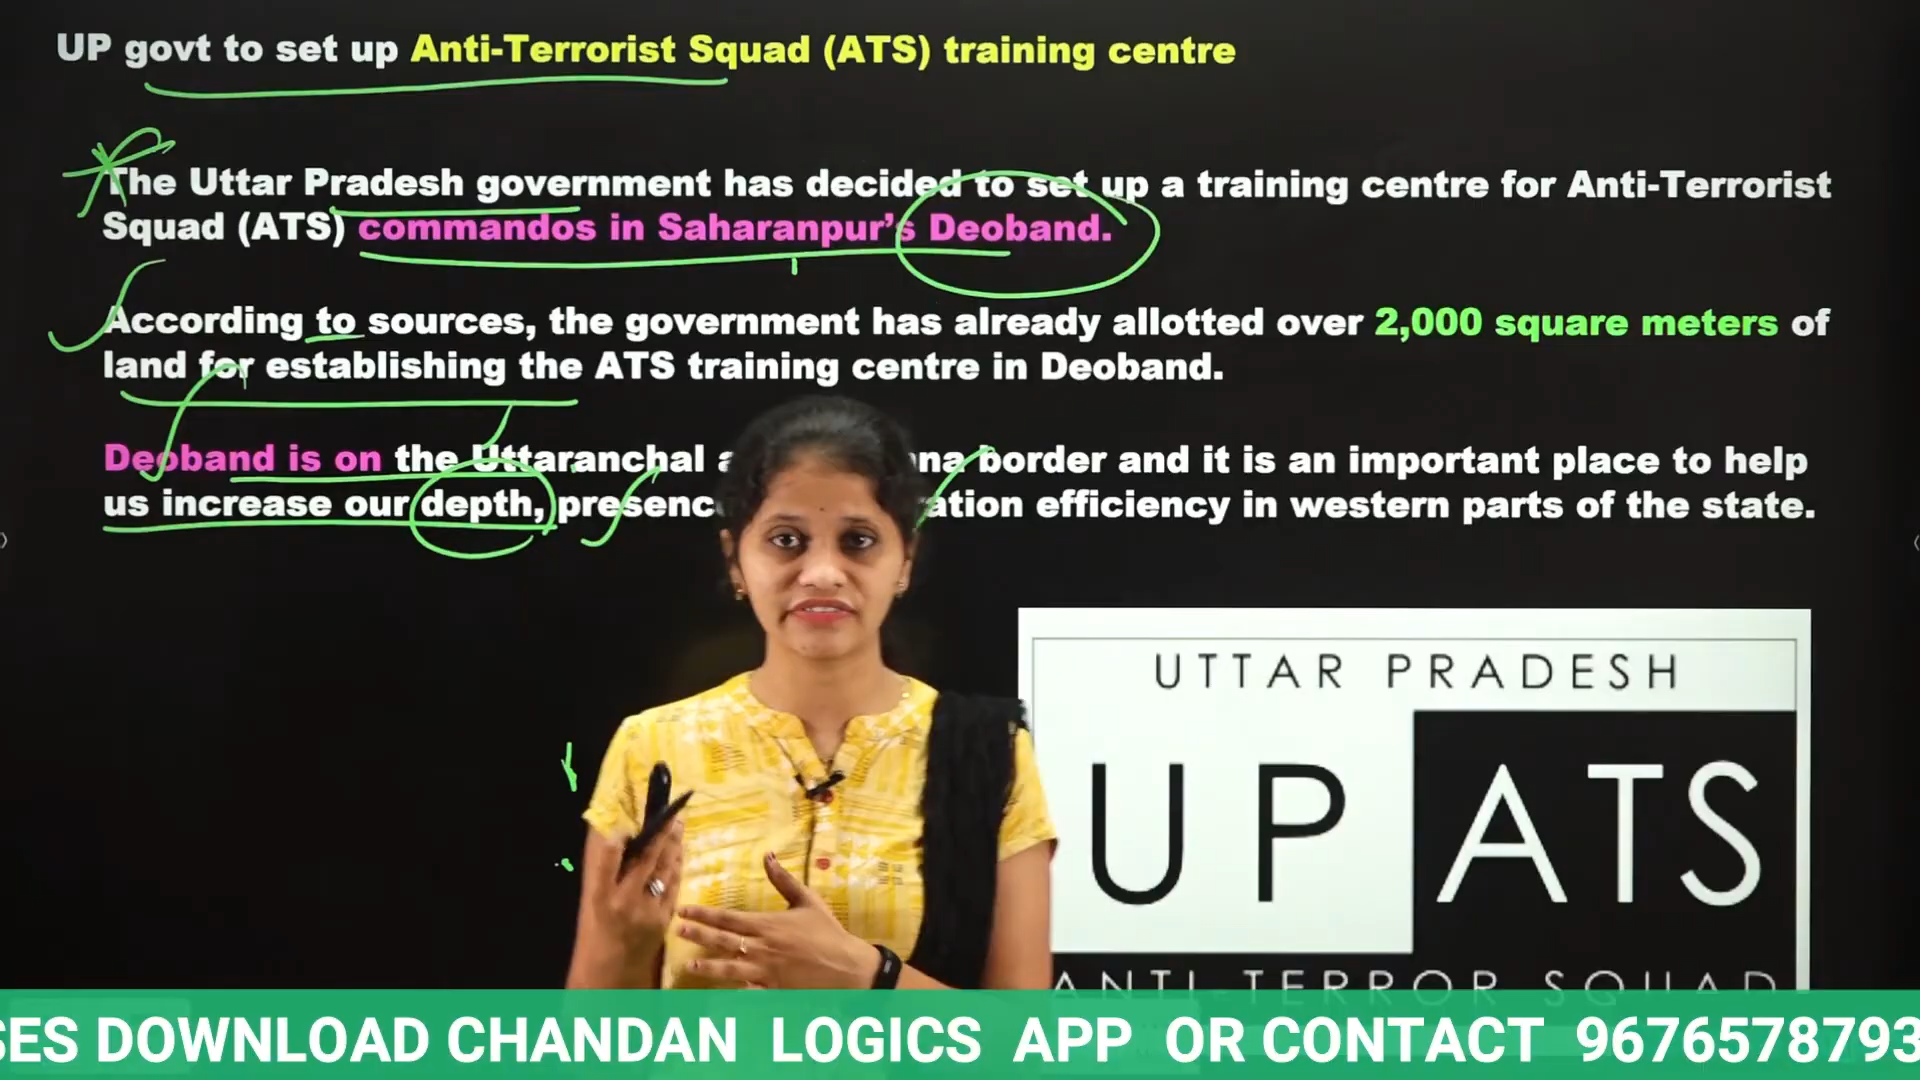 UP govt to set up Anti-Terrorist Squad (ATS) training centre
The Uttar Pradesh government has decided to set up a training centre for Anti-Terrorist
Squad (ATS) commandos in Saharanpur's Deoband.
According to sources, the government has already allotted over 2,000 square meters of
land for establishing the ATS training centre in Deoband.
Deoband is on the Uttaranchal border and it is an important place to help
us increase our depth, efficiency in western parts of the state.
UTTAR PRADESH
UP ATS
ANTI-TERROR SQUAD
DOWNLOAD CHANDAN LOGICS APP OR CONTACT 9676578793